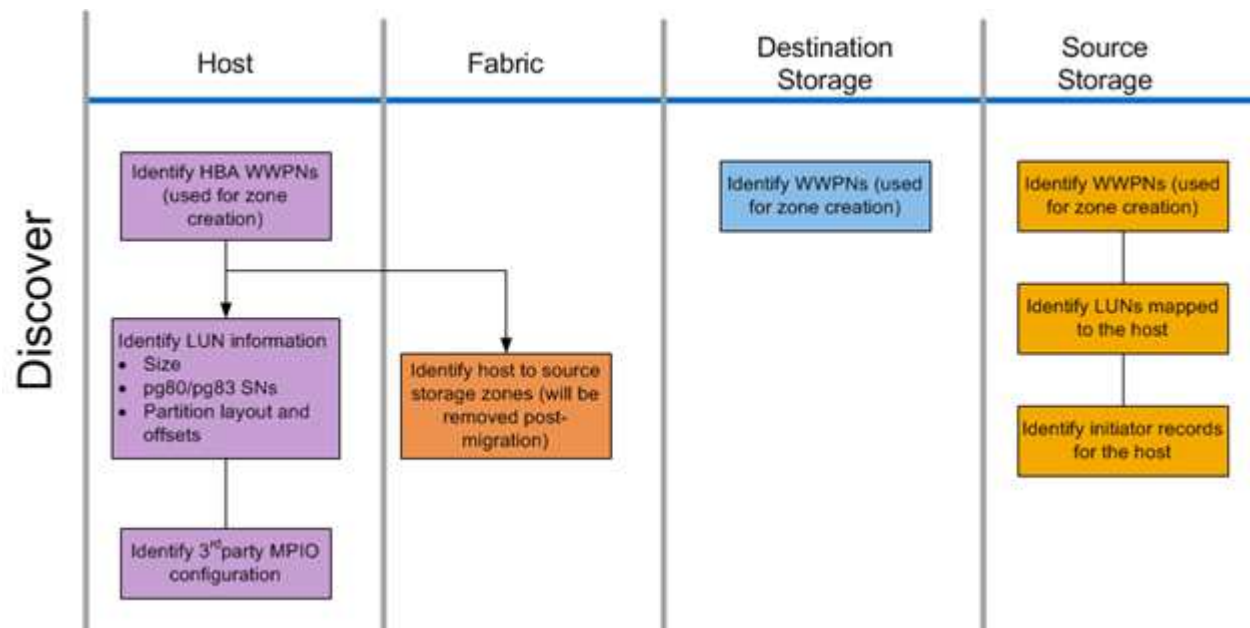 Host
Fabric
Destination
Storage
Source
Storage
Discover
Identify HBA WWPNs
(used for zone
creation)
Identify LUN information
• Size
• pg80/pg83 SNs
• Partition layout and
offsets
Identify 3rd party MPIO
configuration
Identify host to source
storage zones (will be
removed post-
migration)
Identify WWPNs (used
for zone creation)
Identify WWPNs (used
for zone creation)
Identify LUNs mapped
to the host
Identify initiator records
for the host